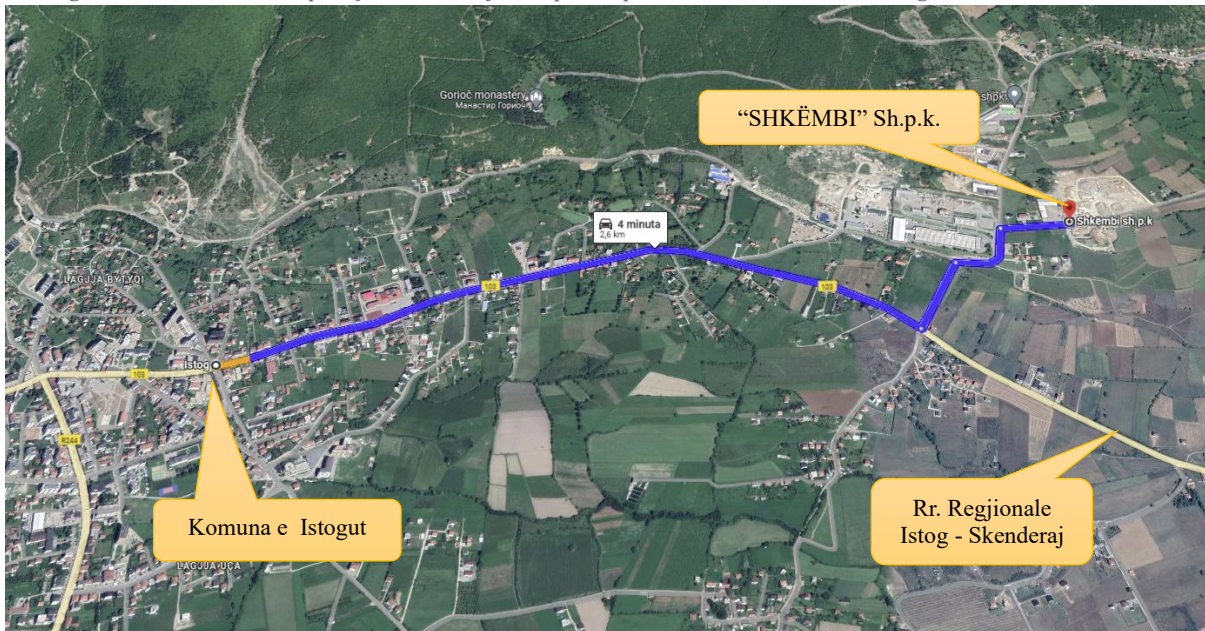 Gorioč monastery
Манастир Гориоч
shpk.
“SHKËMBI” Sh.p.k.
4 minuta
2,6 km
Shkembi sh.p.k
LAGJJA BYTYQI
103
103
Istog
103
R244
Komuna e Istogut
Rr. Regjionale
Istog - Skenderaj
LAGJJA UÇA